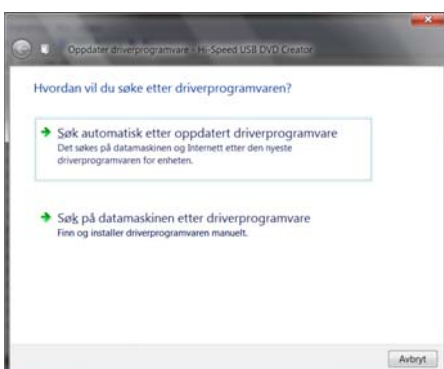 Oppdater driverprogramvare - Hi-Speed USB DVD Creator
Hvordan vil du søke etter driverprogramvaren?
Søk automatisk etter oppdatert driverprogramvare
Det søkes på datamaskinen og Internett etter den nyeste
driverprogramvaren for enheten.
Søk på datamaskinen etter driverprogramvare
Finn og installer driverprogramvaren manuelt.
Avbryt